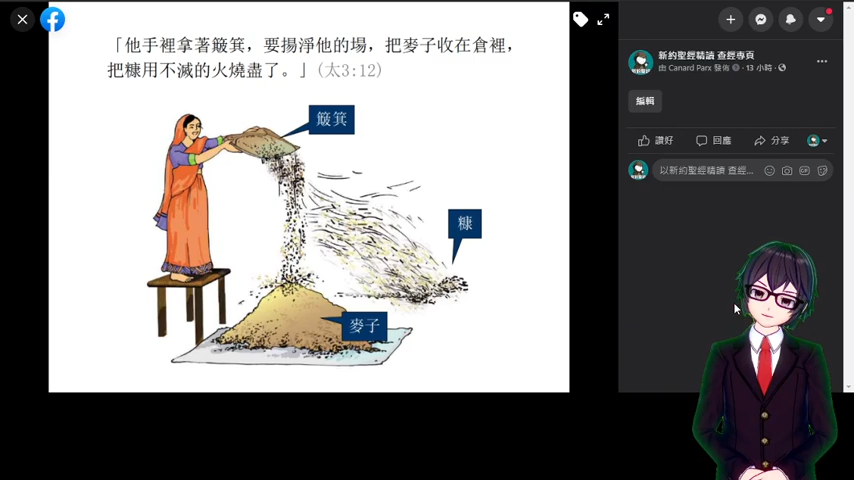 「他手裡拿著簸箕，要揚淨他的場，把麥子收在倉裡，
把糠用不滅的火燒盡了。」(太3:12)
簸箕
糠
麥子
新約聖經精讀 查經專頁
由 Canard Parx 發佈 · 13 小時 ·
編輯
讚好
回應
分享
以新約聖經精讀 查經...
GIF